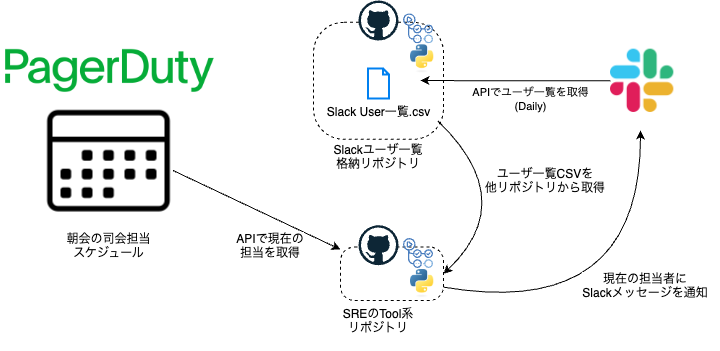 PagerDuty
朝会の司会担当
スケジュール
APIで現在の
担当を取得
Slack User一覧.csv
Slackユーザ一覧
格納リポジトリ
APIでユーザ一覧を取得
(Daily)
ユーザ一覧CSVを
他リポジトリから取得
SREのTool系
リポジトリ
現在の担当者に
Slackメッセージを通知